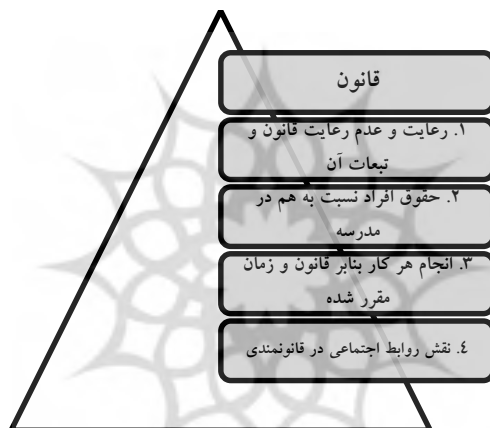 قانون
۱. رعایت و عدم رعایت قانون و
تبعات آن
۲. حقوق افراد نسبت به هم در
مدرسه
۳. انجام هر کار بنابر قانون و زمان
مقرر شده
٤. نقش روابط اجتماعی در قانونمندی